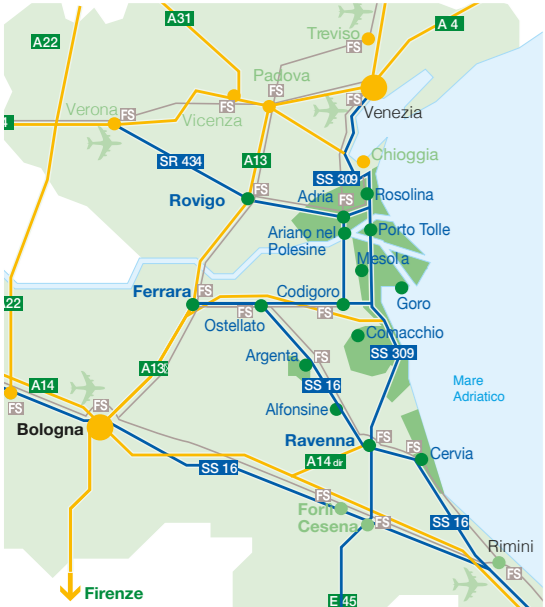 A31
A 4
A22
Treviso
FS
Padova
FS
FS
Verona
FS
FS
Venezia
Vicenza
4
SR 434
A13
Chioggia
SS 309
FS
Adria
FS
Rosolina
Rovigo
Ariano nel
Polesine
Porto Tolle
Mesola
Ferrara
FS
Codigoro
Goro
22
FS
FS
Ostellato
Comacchio
SS 309
Argenta
FS
A13
A14
SS 16
Mare
Adriatico
FS
FS
Alfonsine
Bologna
Ravenna
FS
FS
Cervia
A14 dir
SS 16
FS
Forlì
Cesena
FS
SS 16
Rimini
FS
Firenze
E 45